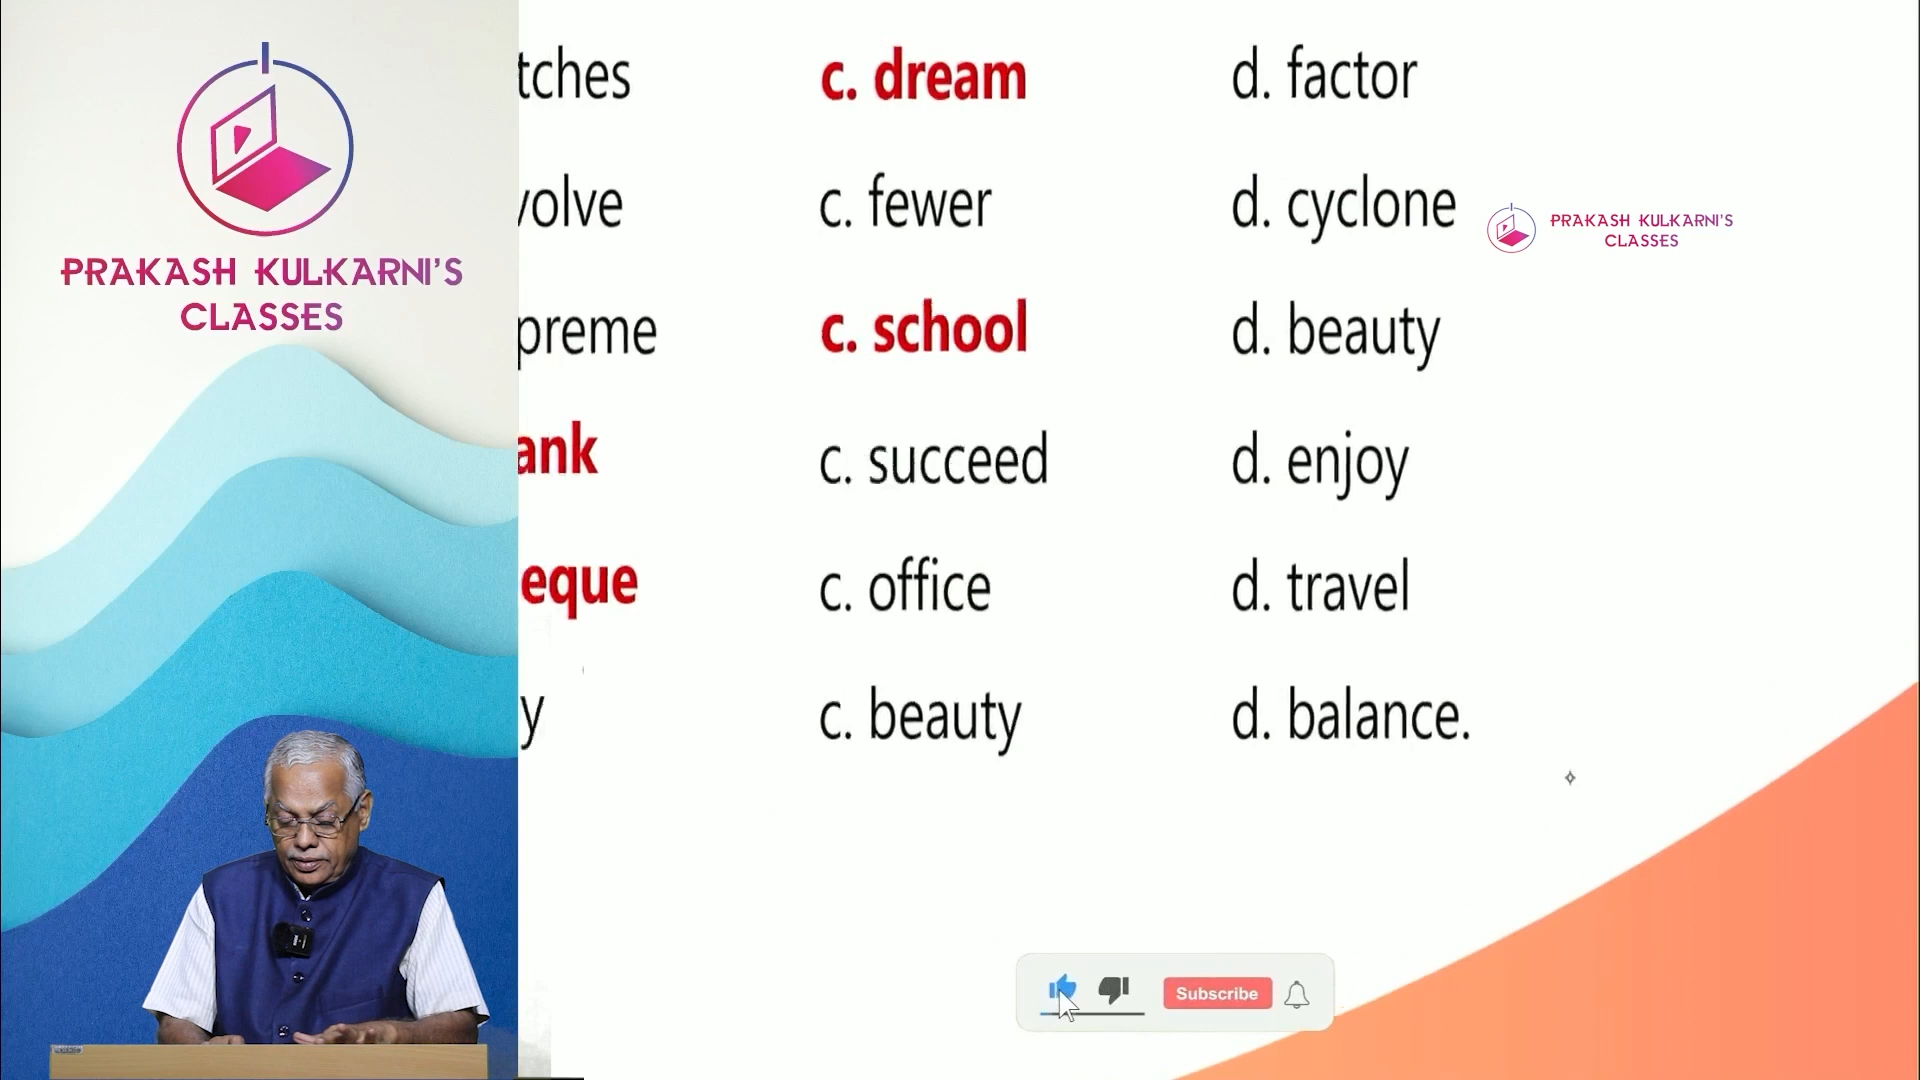 PRAKASH KULKARNI'S
CLASSES
tches c. dream d. factor
volve c. fewer d. cyclone
PRAKASH KULKARNI'S
CLASSES
preme c. school d. beauty
ank c. succeed d. enjoy
eque c. office d. travel
y c. beauty d. balance.
Subscribe